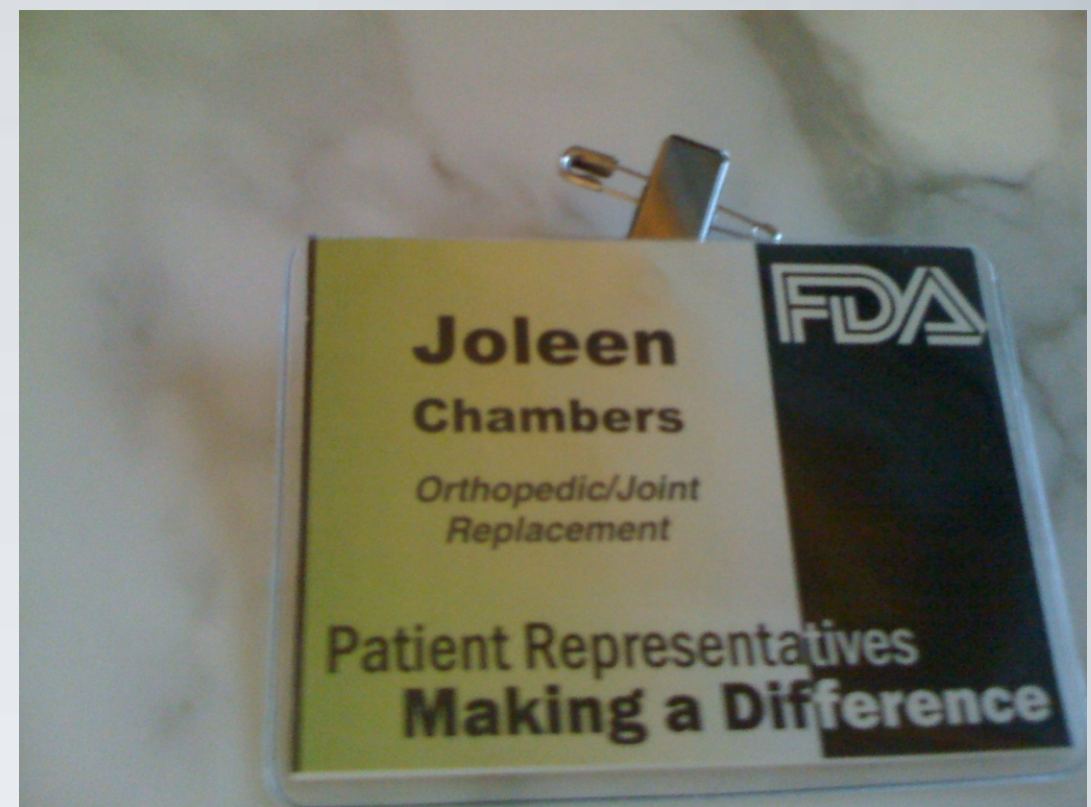 FDA
Joleen
Chambers
Orthopedic/Joint
Replacement
Patient Representatives
Making a Difference